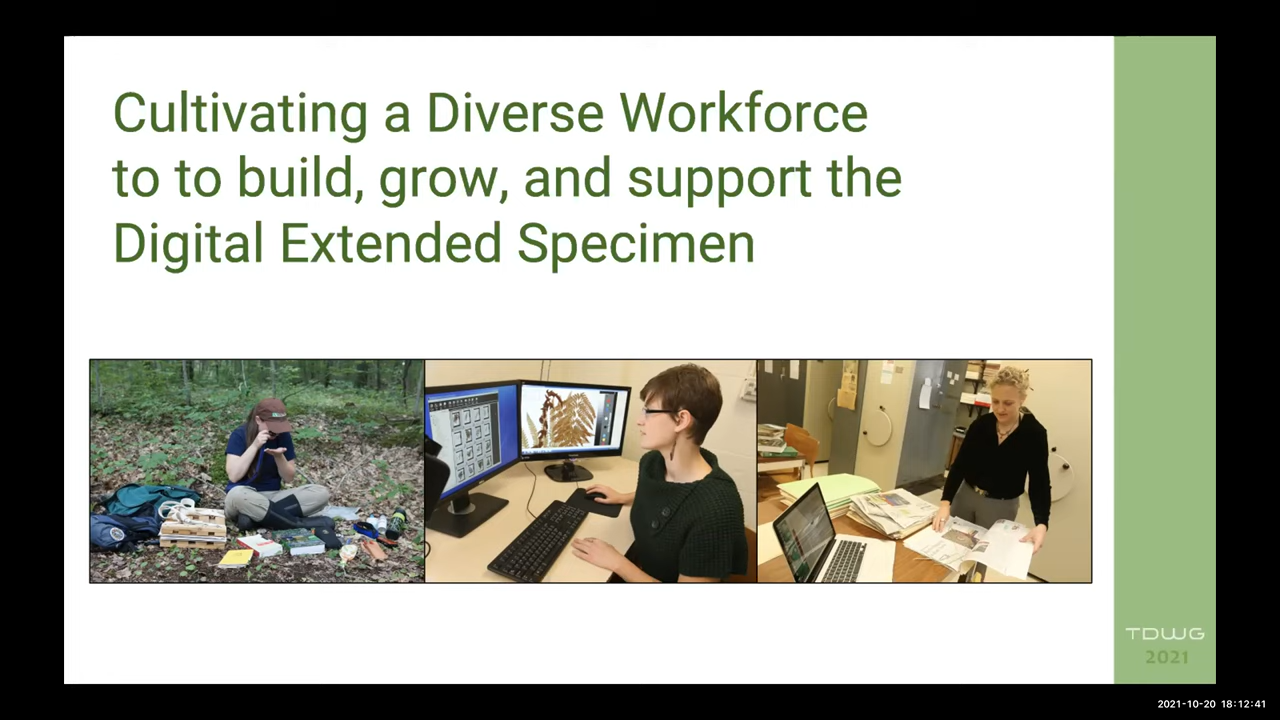 Cultivating a Diverse Workforce
to to build, grow, and support the
Digital Extended Specimen
TDWG
2021
2021-10-20 18:12:41